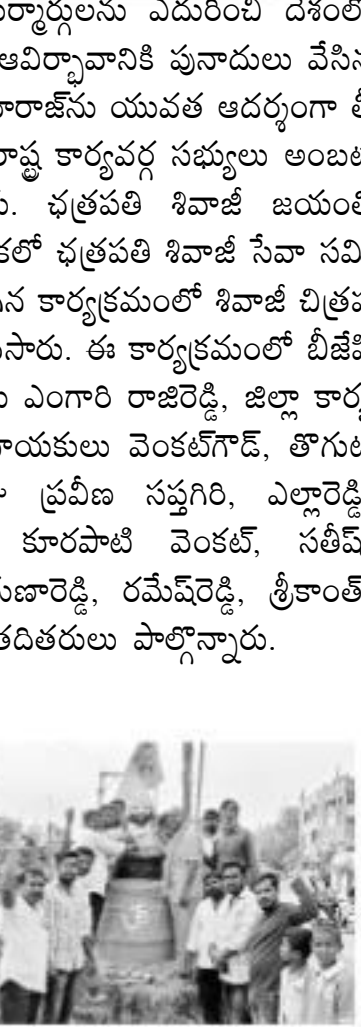 ర్మార్గులను ఎదురించి దేశంలో
ఆవిర్భావానికి పునాదులు వేసిన
రాజ్‌ను యువత ఆదర్శంగా తీ
రాష్ట్ర కార్యవర్గ సభ్యులు అంబట
ు. ఛత్రపతి శివాజీ జయంతి
కలో ఛత్రపతి శివాజీ సేవా సమి
ిన కార్యక్రమంలో శివాజీ చిత్రప
ేసారు. ఈ కార్యక్రమంలో బీజేపి
ు ఎంగారి రాజిరెడ్డి, జిల్లా కార్య
ాయకులు వెంకట్‌గౌడ్, తొగుట
ప్రవీణ సప్తగిరి, ఎల్లారెడ్డి
కూరపాటి వెంకట్, సతీష్
ుణారెడ్డి, రమేష్‌రెడ్డి, శ్రీకాంత్
తదితరులు పాల్గొన్నారు.